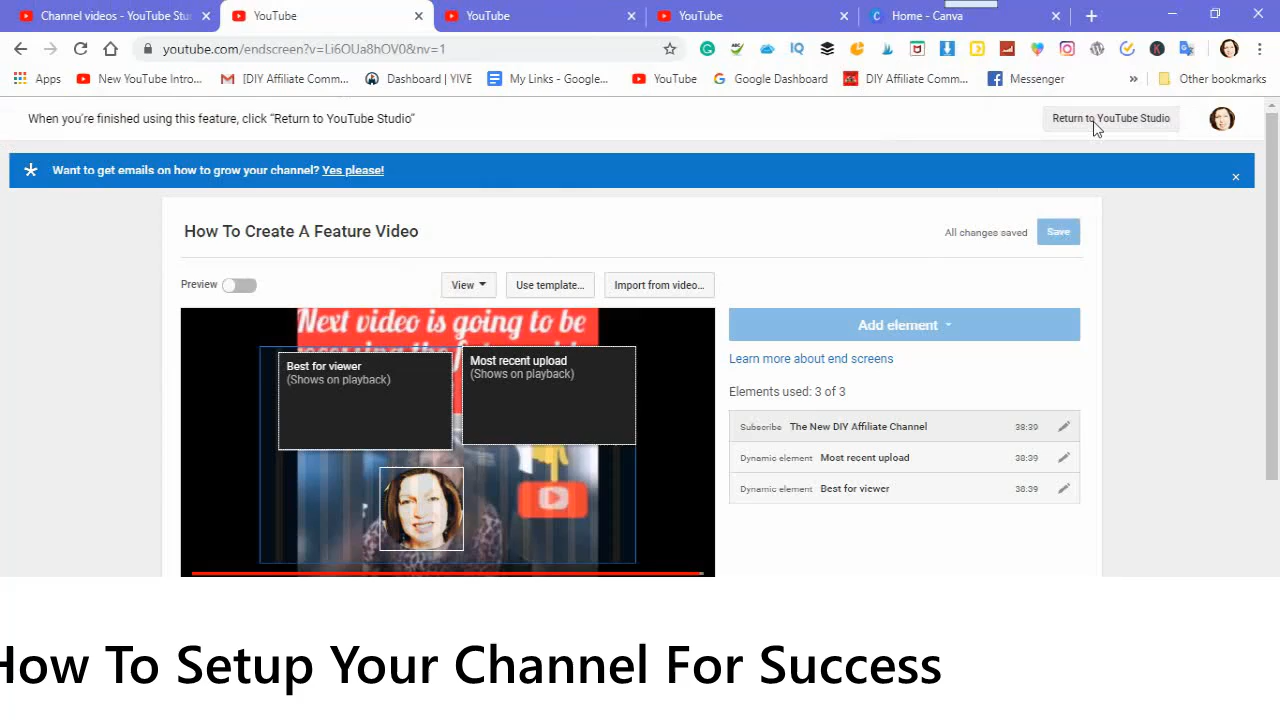 Channel videos - YouTube Stu
YouTube
YouTube
YouTube
Home - Canva
youtube.com/endscreen?v=Li6OUa8hOV0&nv=1
IQ
Apps
New YouTube Intro...
[DIY Affiliate Comm...
Dashboard | YIVE
My Links - Google...
YouTube
Google Dashboard
DIY Affiliate Comm...
Messenger
»
Other bookmarks
When you're finished using this feature, click "Return to YouTube Studio"
Return to YouTube Studio
Want to get emails on how to grow your channel? Yes please!
How To Create A Feature Video
All changes saved
Save
Preview
View
Use template...
Import from video...
Next video is going to be
Best for viewer
(Shows on playback)
Most recent upload
(Shows on playback)
Add element
Learn more about end screens
Elements used: 3 of 3
Subscribe The New DIY Affiliate Channel 38:39
Dynamic element Most recent upload 38:39
Dynamic element Best for viewer 38:39
How To Setup Your Channel For Success